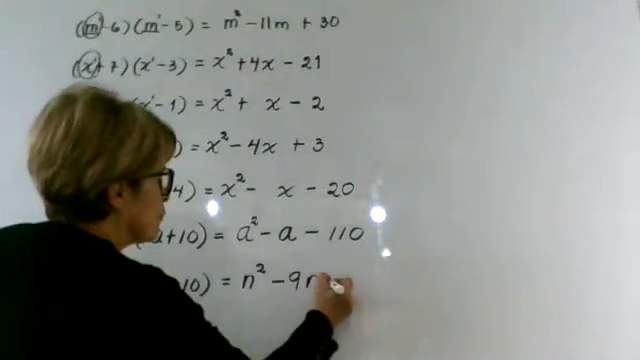 (m-6)(m-5) = m² - 11m + 30
(x+7)(x-3) = x² + 4x - 21
-1) = x² + x - 2
) = x² - 4x + 3
4) = x² - x - 20
+10) = a² - a - 110
10) = n² - 9